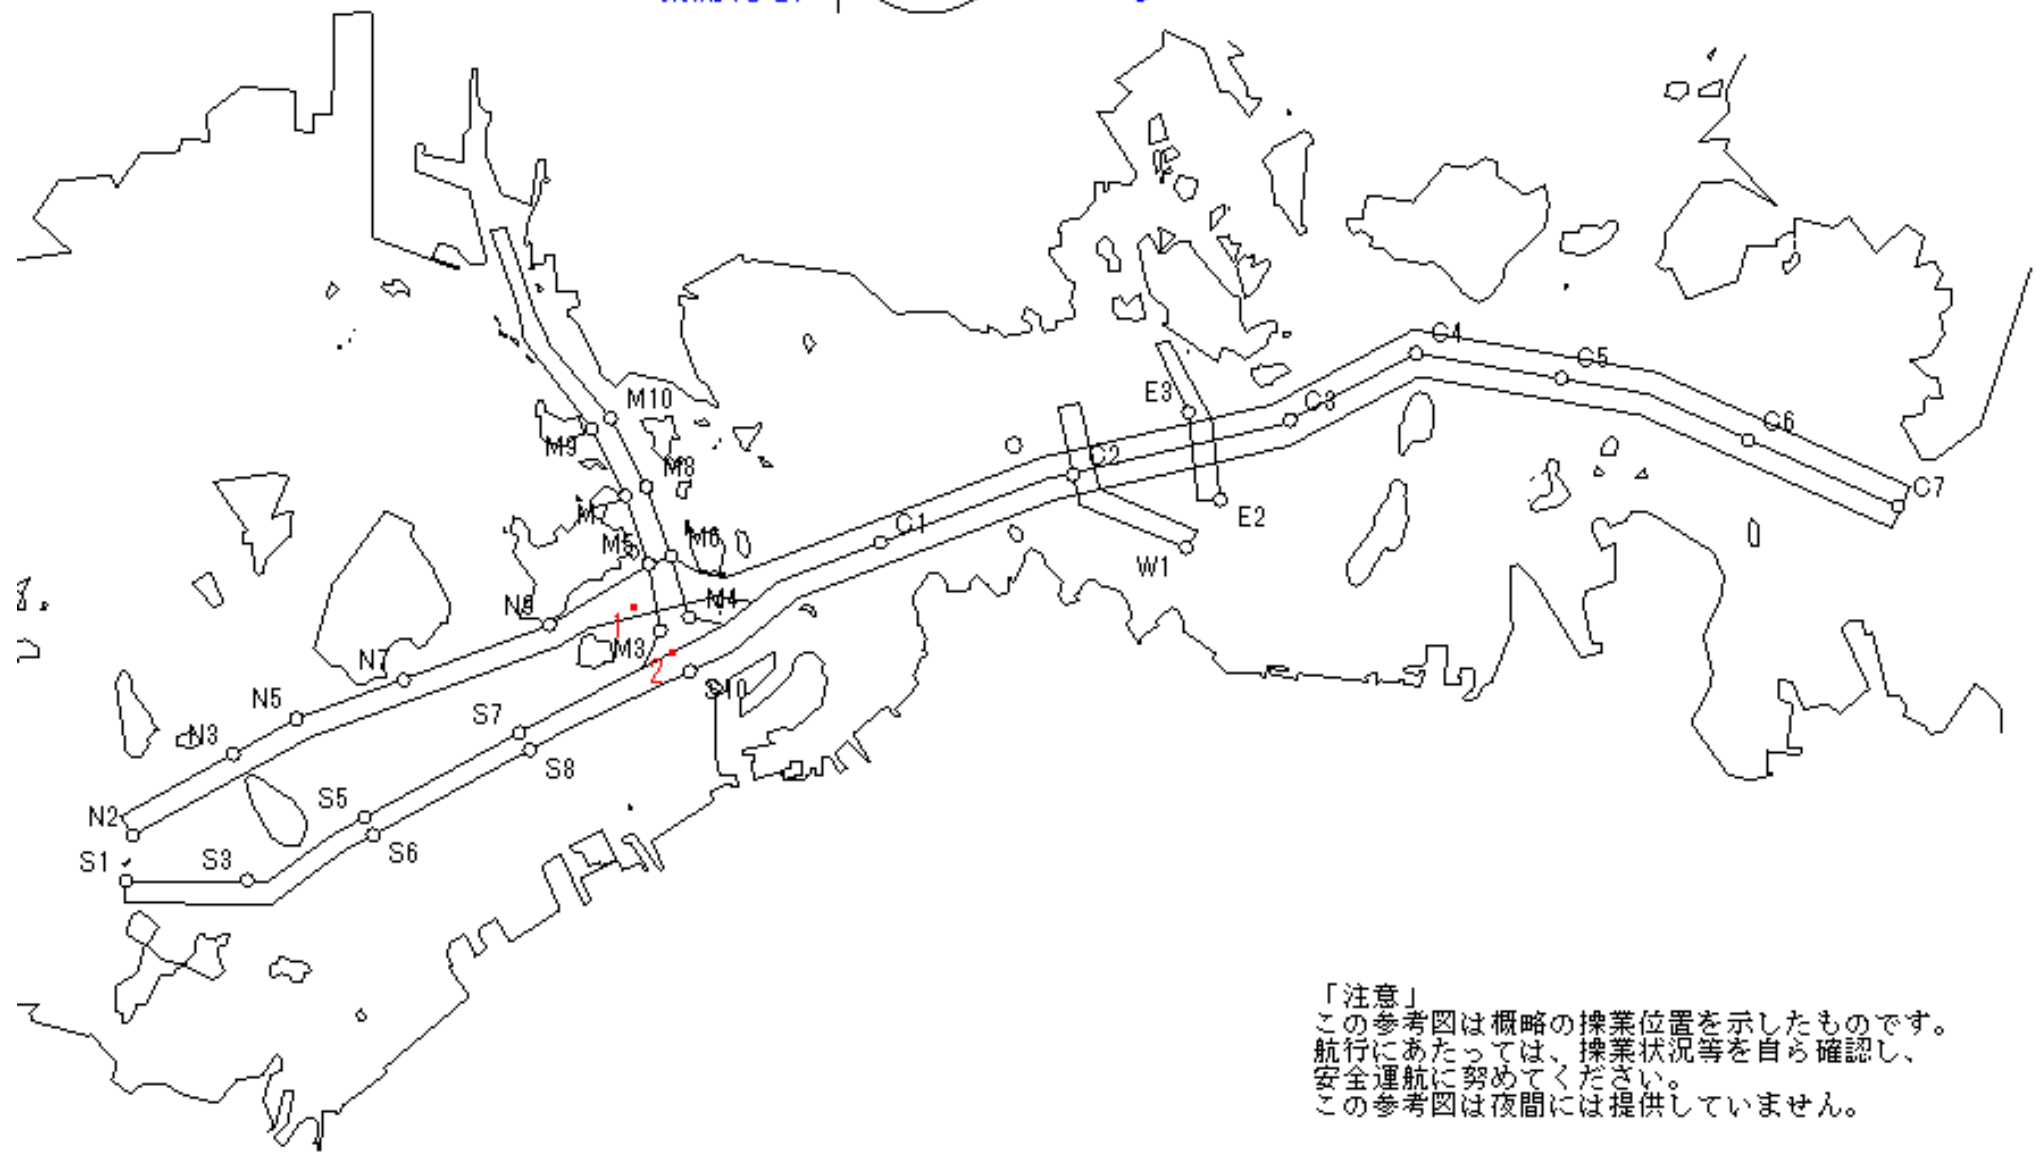 C4
C5
M10
E3
C3
C6
M9
C2
M8
C7
M7
E2
C1
M5
M6
W1
N9
M4
1
M3
N7
2
S10
N5
S7
N3
S8
S5
N2
S6
S1
S3
「注意」
この参考図は概略の操業位置を示したものです。
航行にあたっては、操業状況等を自ら確認し、
安全運航に努めてください。
この参考図は夜間には提供していません。